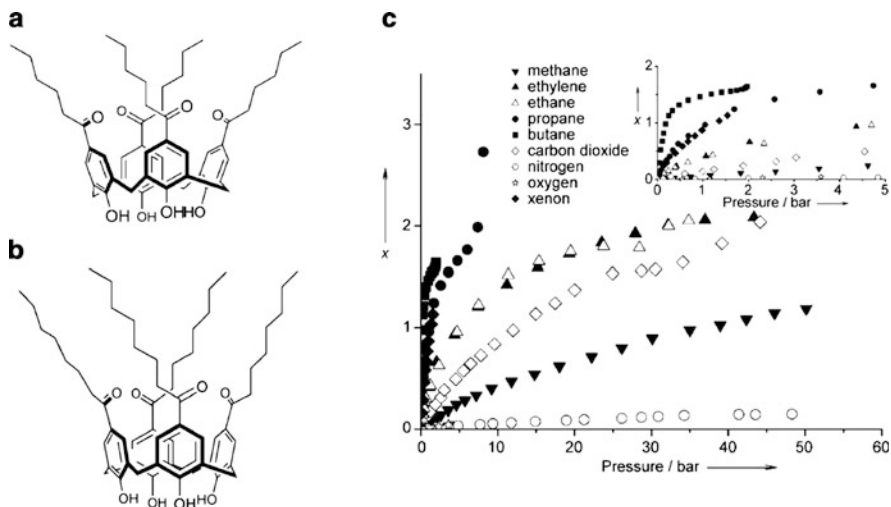 a
O
O
O
O
OH
OH
OH
HO
b
O
O
O
O
OH
OH
OH
HO
c
methane
ethylene
ethane
propane
butane
carbon dioxide
nitrogen
oxygen
xenon
3
2
1
0
x
0 10 20 30 40 50 60
Pressure / bar
2
1
0
x
0 1 2 3 4 5
Pressure / bar